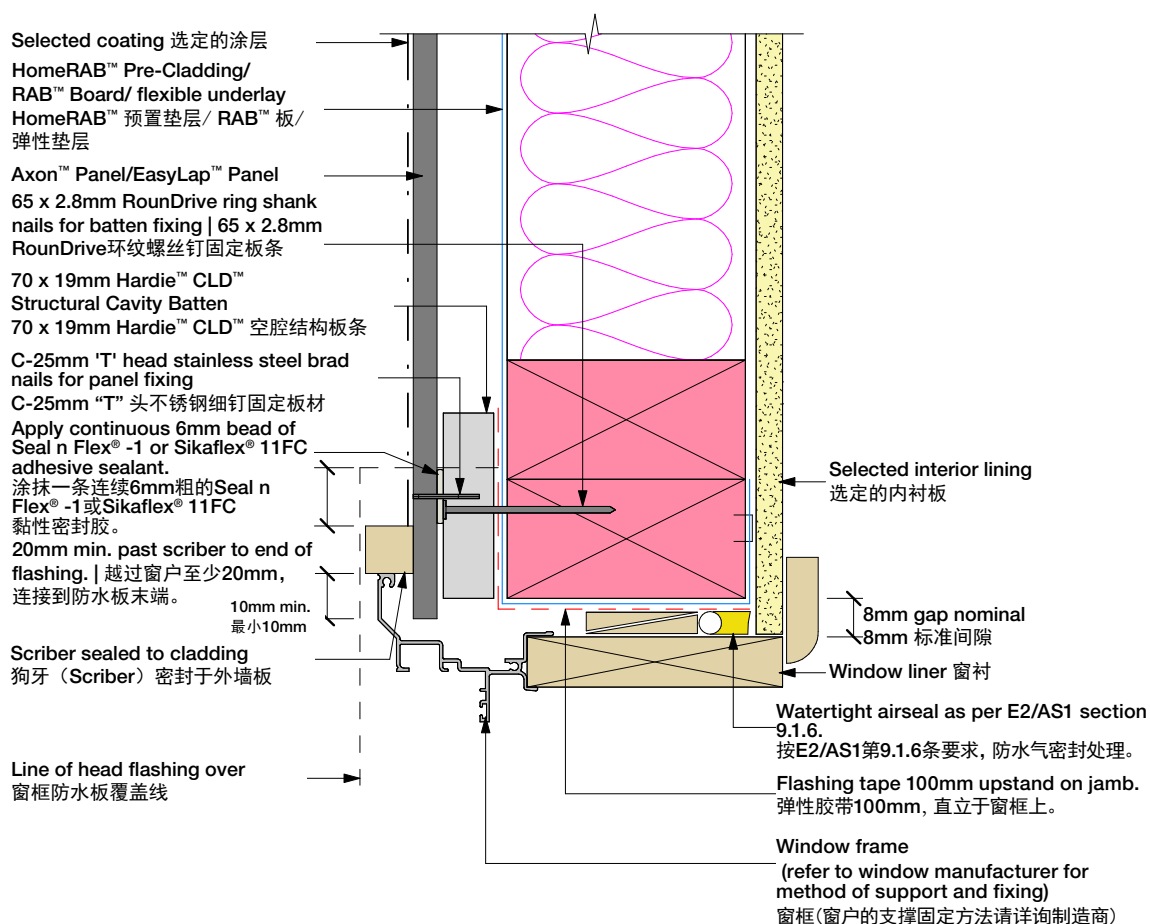 Selected coating 选定的涂层
HomeRAB™ Pre-Cladding/
RAB™ Board/ flexible underlay
HomeRAB™ 预置垫层/ RAB™ 板/
弹性垫层
Axon™ Panel/EasyLap™ Panel
65 x 2.8mm RounDrive ring shank
nails for batten fixing | 65 x 2.8mm
RounDrive环纹螺丝钉固定板条
70 x 19mm Hardie™ CLD™
Structural Cavity Batten
70 x 19mm Hardie™ CLD™ 空腔结构板条
C-25mm 'T' head stainless steel brad
nails for panel fixing
C-25mm “T” 头不锈钢细钉固定板材
Apply continuous 6mm bead of
Seal n Flex® -1 or Sikaflex® 11FC
adhesive sealant.
涂抹一条连续6mm粗的Seal n
Flex® -1或Sikaflex® 11FC
黏性密封胶。
20mm min. past scriber to end of
flashing. | 越过窗户至少20mm,
连接到防水板末端。
10mm min.
最小10mm
Scriber sealed to cladding
狗牙（Scriber）密封于外墙板
Line of head flashing over
窗框防水板覆盖线
Selected interior lining
选定的内衬板
8mm gap nominal
8mm 标准间隙
Window liner 窗衬
Watertight airseal as per E2/AS1 section
9.1.6.
按E2/AS1第9.1.6条要求, 防水气密封处理。
Flashing tape 100mm upstand on jamb.
弹性胶带100mm, 直立于窗框上。
Window frame
(refer to window manufacturer for
method of support and fixing)
窗框(窗户的支撑固定方法请详询制造商)